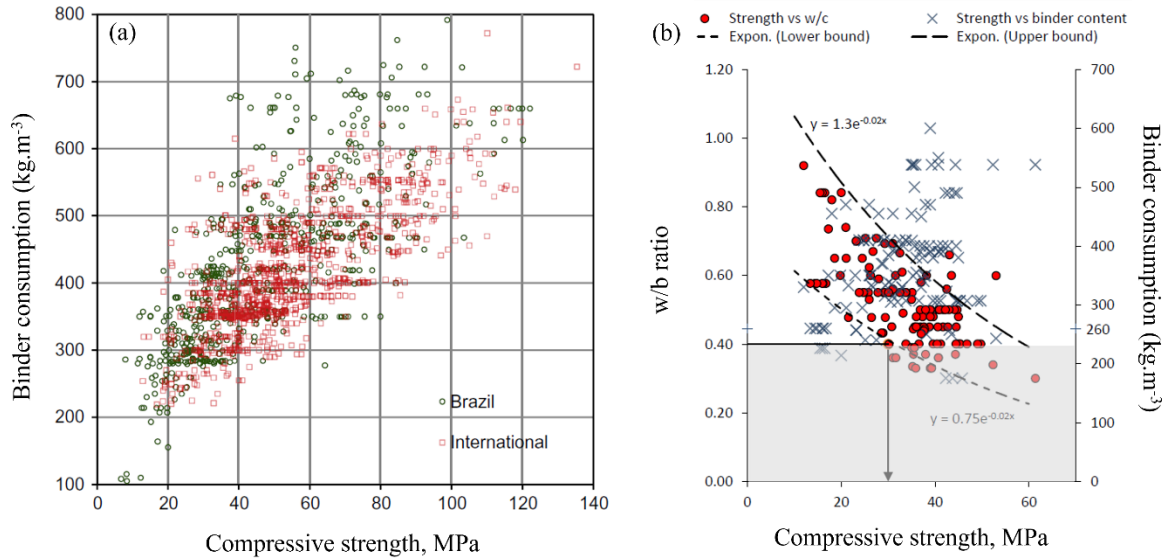 (a)
Binder consumption (kg.m-3)
800
700
600
500
400
300
200
100
0
20
40
60
80
100
120
140
Brazil
International
Compressive strength, MPa
(b)
Strength vs w/c
Strength vs binder content
Expon. (Lower bound)
Expon. (Upper bound)
w/b ratio
1.20
1.00
0.80
0.60
0.40
0.20
0.00
y = 1.3e-0.02x
y = 0.75e-0.02x
0
20
40
60
Compressive strength, MPa
700
600
500
400
300
260
200
100
0
Binder consumption (kg.m-3)